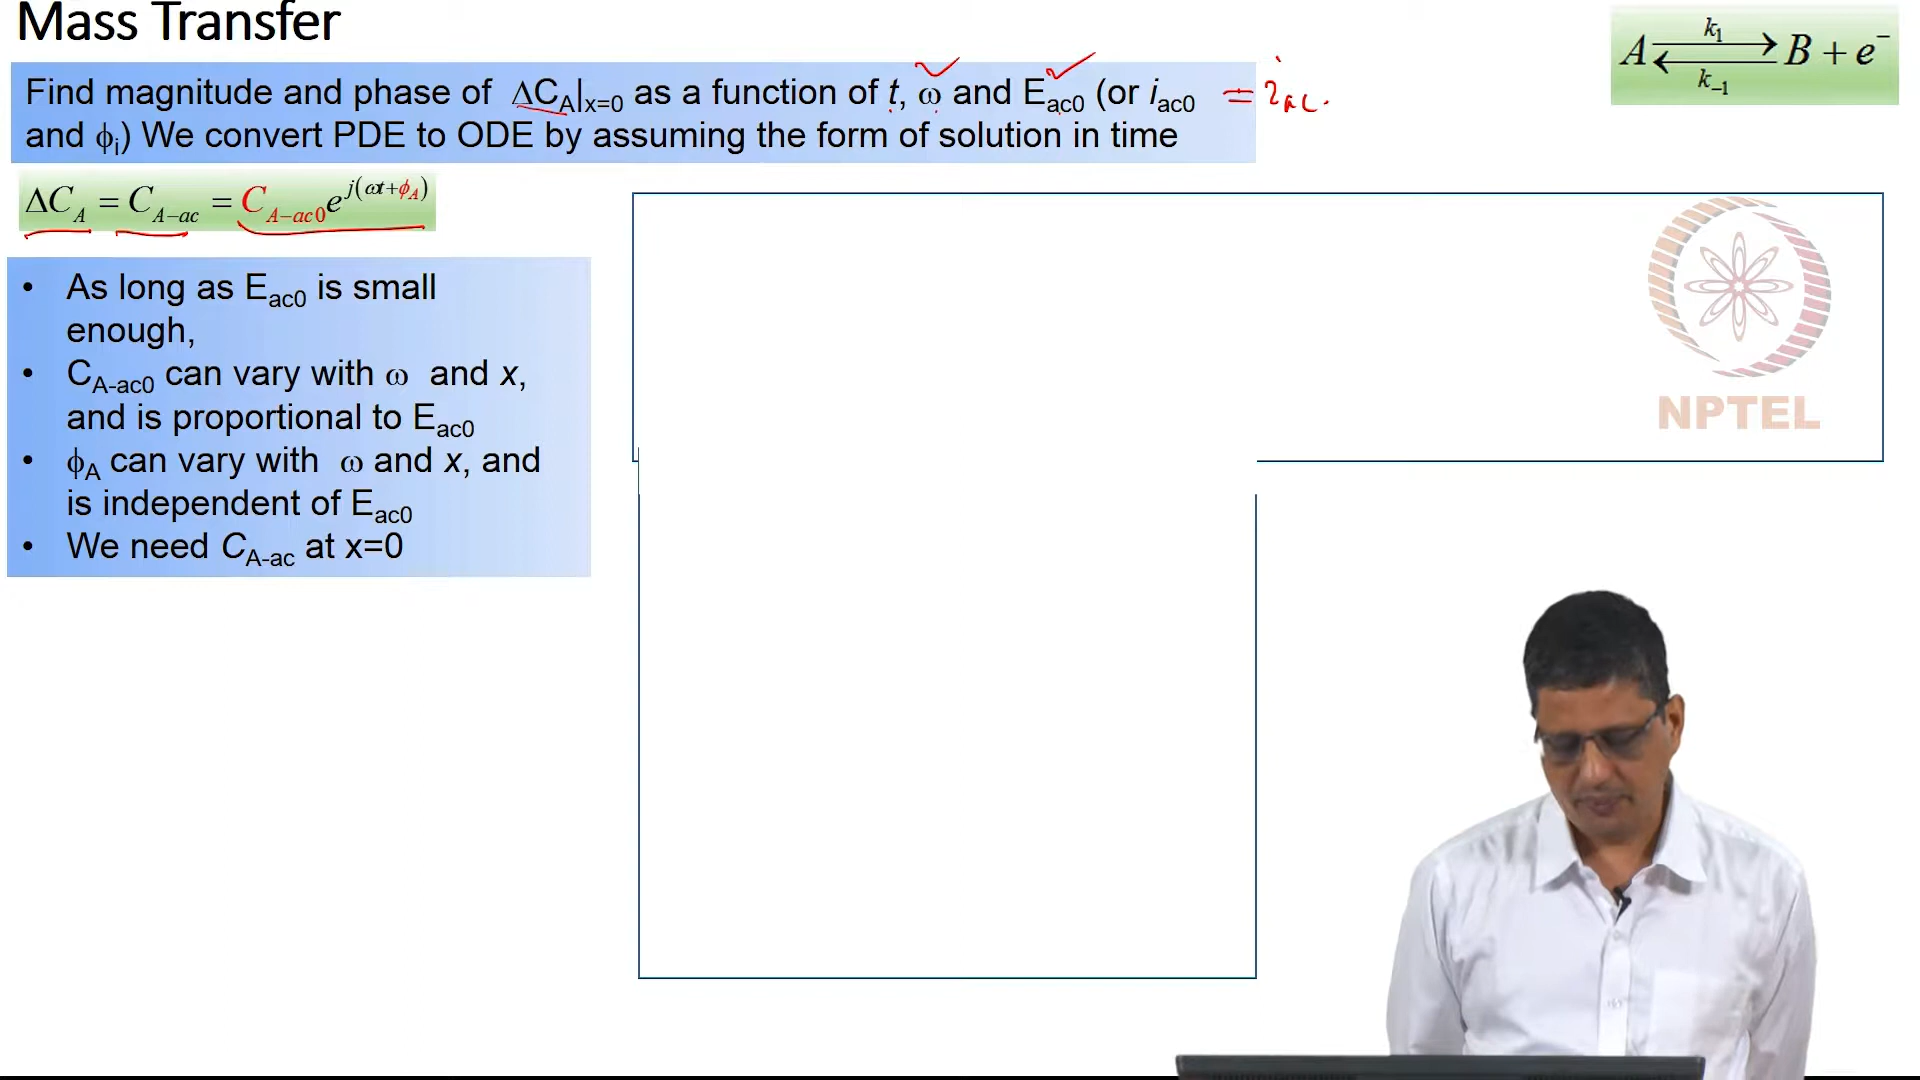 Mass Transfer
A ⇌ B + e⁻
k₁
k₋₁
Find magnitude and phase of ΔC_A|x=0 as a function of t, ω and E_ac0 (or i_ac0 = i_ac.
and ϕ_i) We convert PDE to ODE by assuming the form of solution in time
ΔC_A = C_A−ac = C_A−ac0 e^j(ωt+ϕ_A)
• As long as E_ac0 is small
enough,
• C_A-ac0 can vary with ω and x,
and is proportional to E_ac0
• ϕ_A can vary with ω and x, and
is independent of E_ac0
• We need C_A-ac at x=0
NPTEL